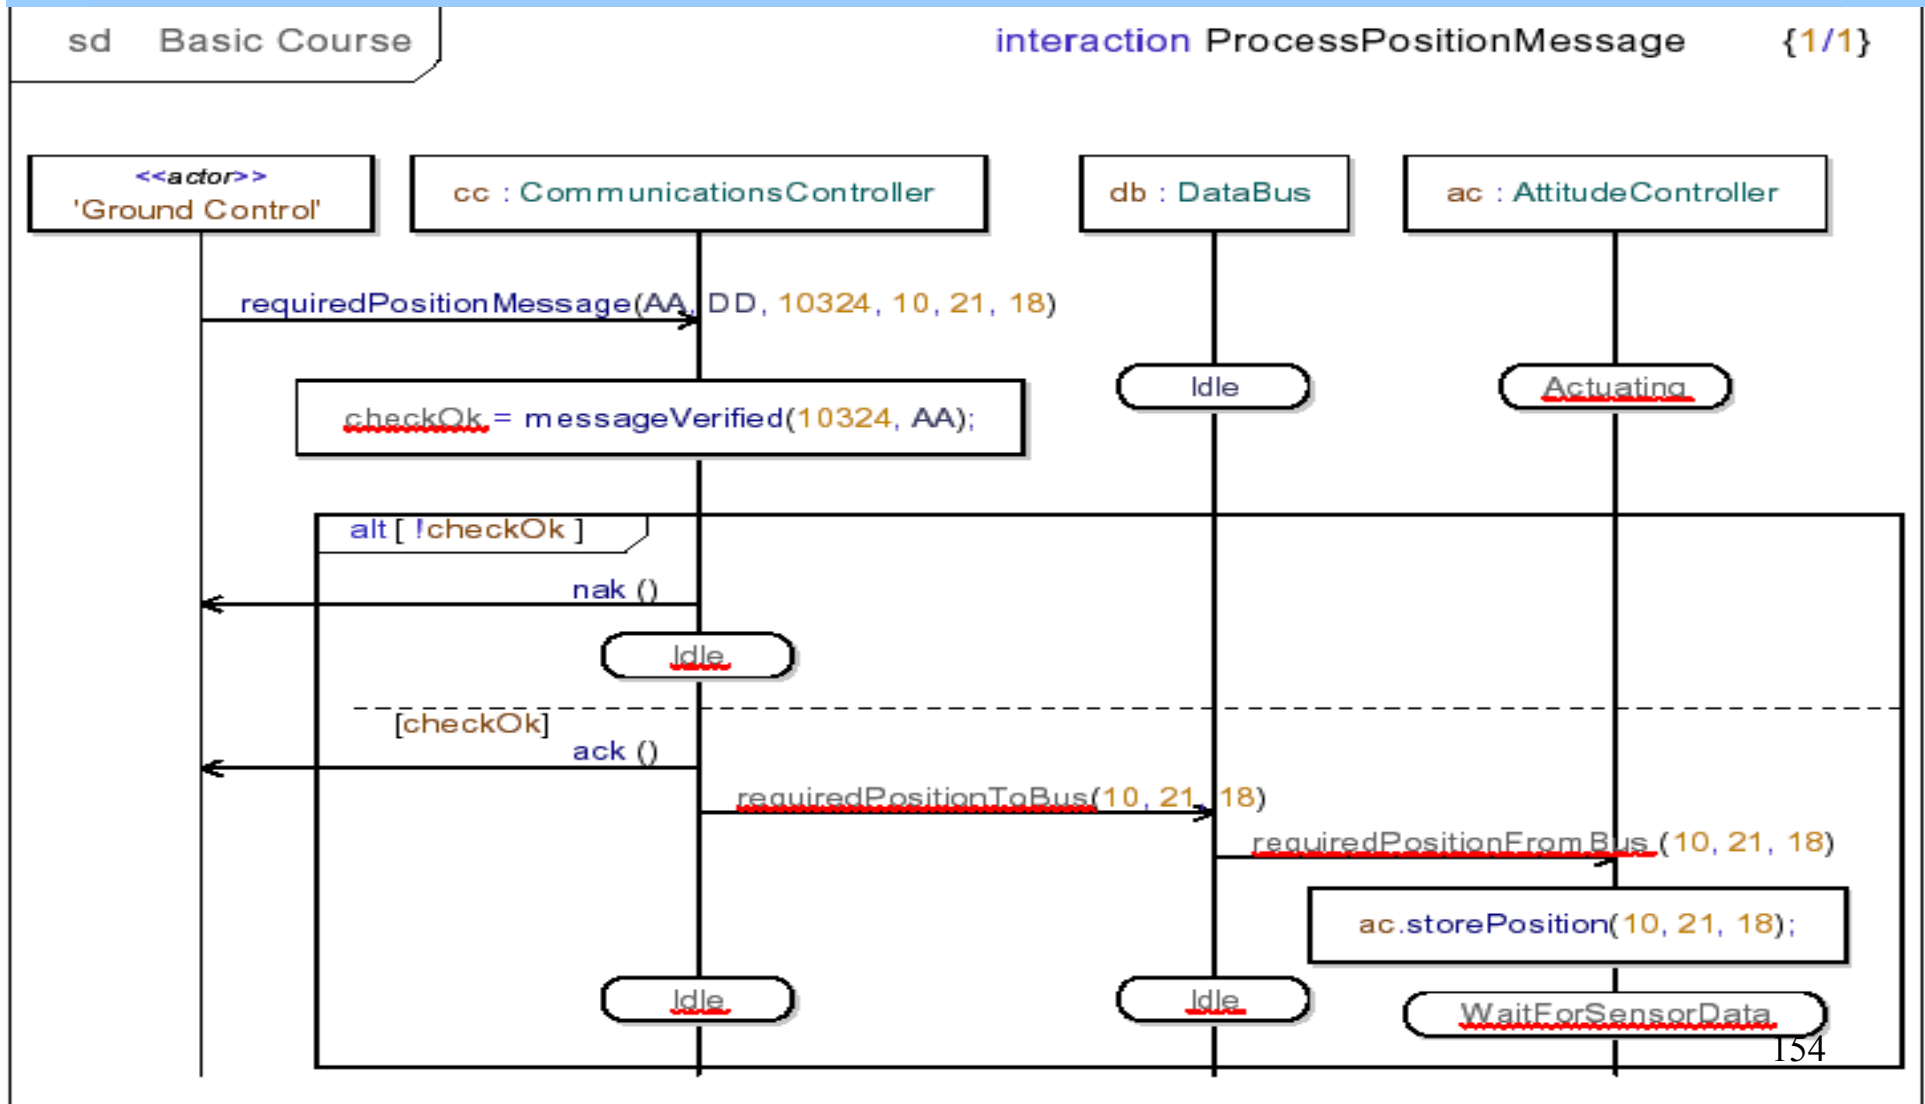 sd Basic Course
interaction ProcessPositionMessage {1/1}
<<actor>>
'Ground Control'
cc : CommunicationsController
db : DataBus
ac : AttitudeController
requiredPositionMessage(AA, DD, 10324, 10, 21, 18)
Idle
Actuating
checkOk = messageVerified(10324, AA);
alt [ !checkOk ]
nak ()
Idle
[checkOk]
ack ()
requiredPositionToBus(10, 21, 18)
requiredPositionFromBus (10, 21, 18)
ac.storePosition(10, 21, 18);
Idle
Idle
WaitForSensorData
154